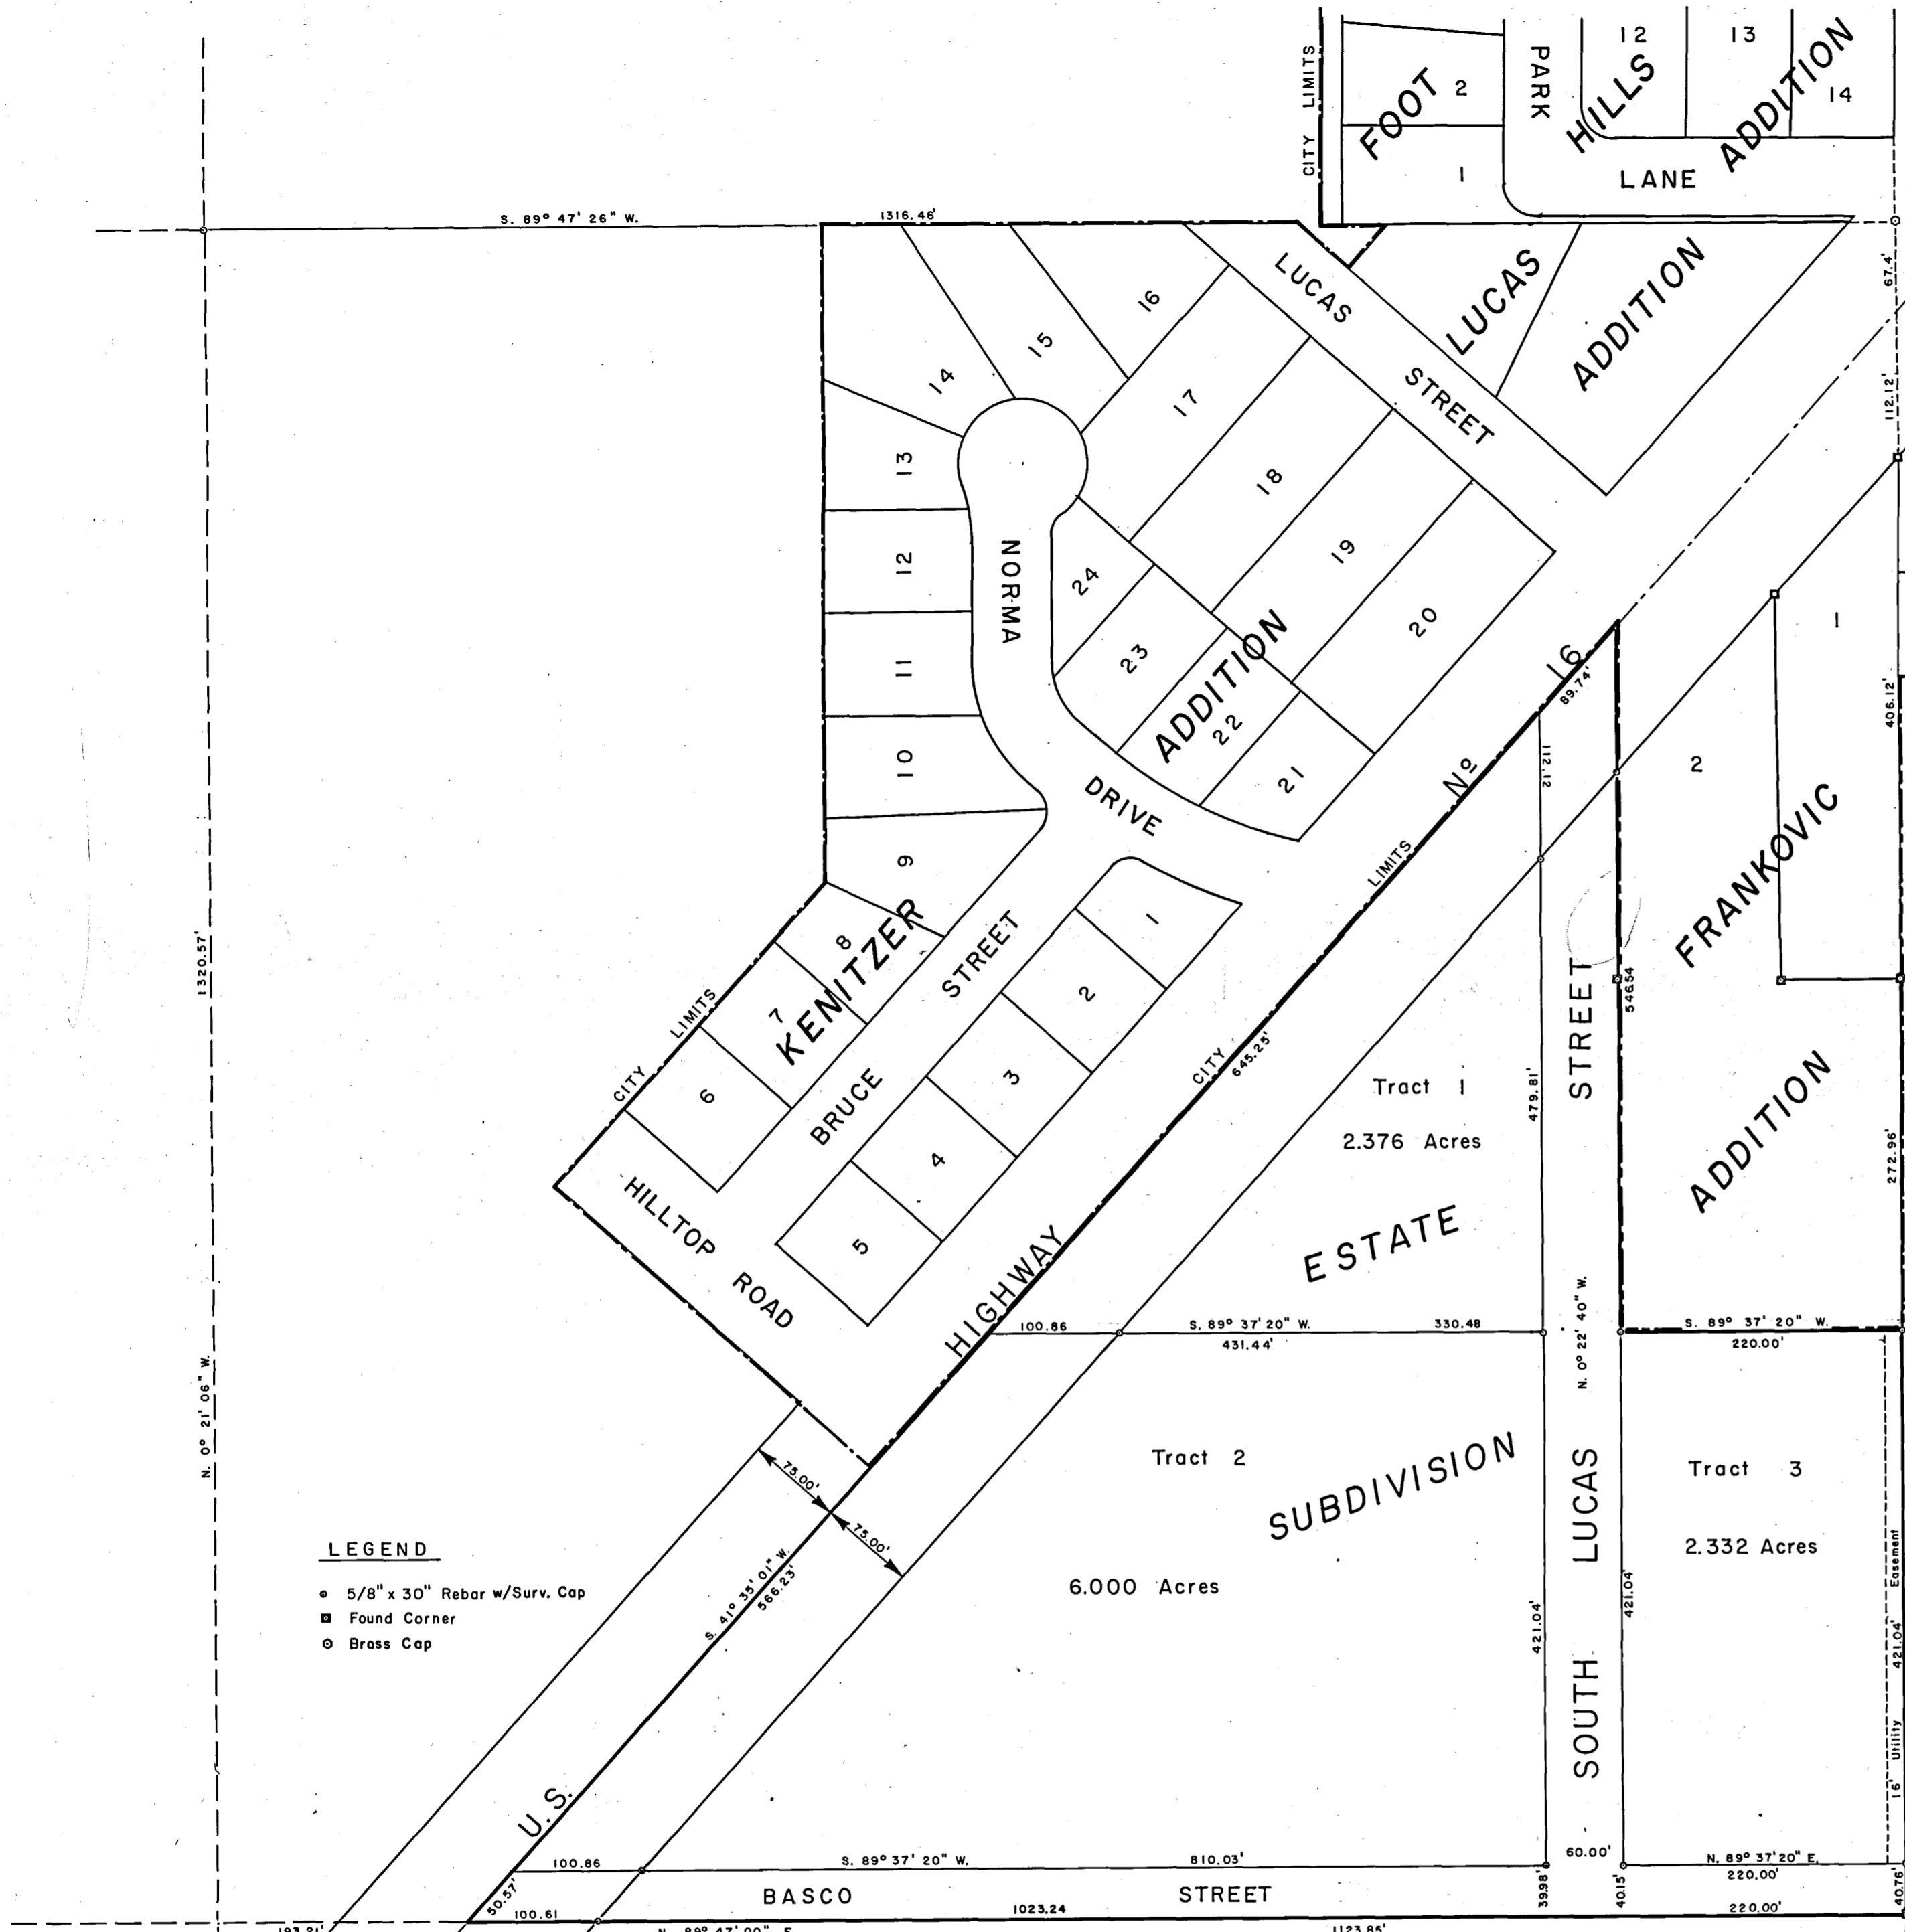 CITY LIMITS
FOOT HILLS ADDITION
PARK
LANE
2
1
12
13
14
S. 89° 47' 26" W.
1316.46'
67.4'
112.12'
LUCAS STREET
LUCAS ADDITION
16
15
14
13
12
11
10
9
8
7
6
17
18
19
20
24
23
22
21
NORMA DRIVE
KENITZER ADDITION
1
2
3
4
5
BRUCE STREET
HILLTOP ROAD
CITY LIMITS
1320.57'
N. 0° 21' 06" W.
U.S. HIGHWAY Nº 16
CITY LIMITS
89.74'
645.25'
112.12
479.81'
546.54
406.12'
272.96'
1
2
FRANKOVIC ADDITION
Tract 1
2.376 Acres
ESTATE SUBDIVISION
100.86
S. 89° 37' 20" W.
330.48
431.44'
N. 0° 22' 40" W.
S. 89° 37' 20" W.
220.00'
SOUTH LUCAS STREET
Tract 2
6.000 Acres
Tract 3
2.332 Acres
75.00'
75.00'
S. 41° 35' 01" W.
566.23'
421.04'
421.04'
421.04'
16' Utility Easement
LEGEND
5/8" x 30" Rebar w/Surv. Cap
Found Corner
Brass Cap
100.86
S. 89° 37' 20" W.
810.03'
60.00'
N. 89° 37' 20" E.
220.00'
50.57'
BASCO STREET
39.98'
40.15'
40.76'
100.61
1023.24
220.00'
193.21'
N. 89° 47' 00" E.
1123.85'